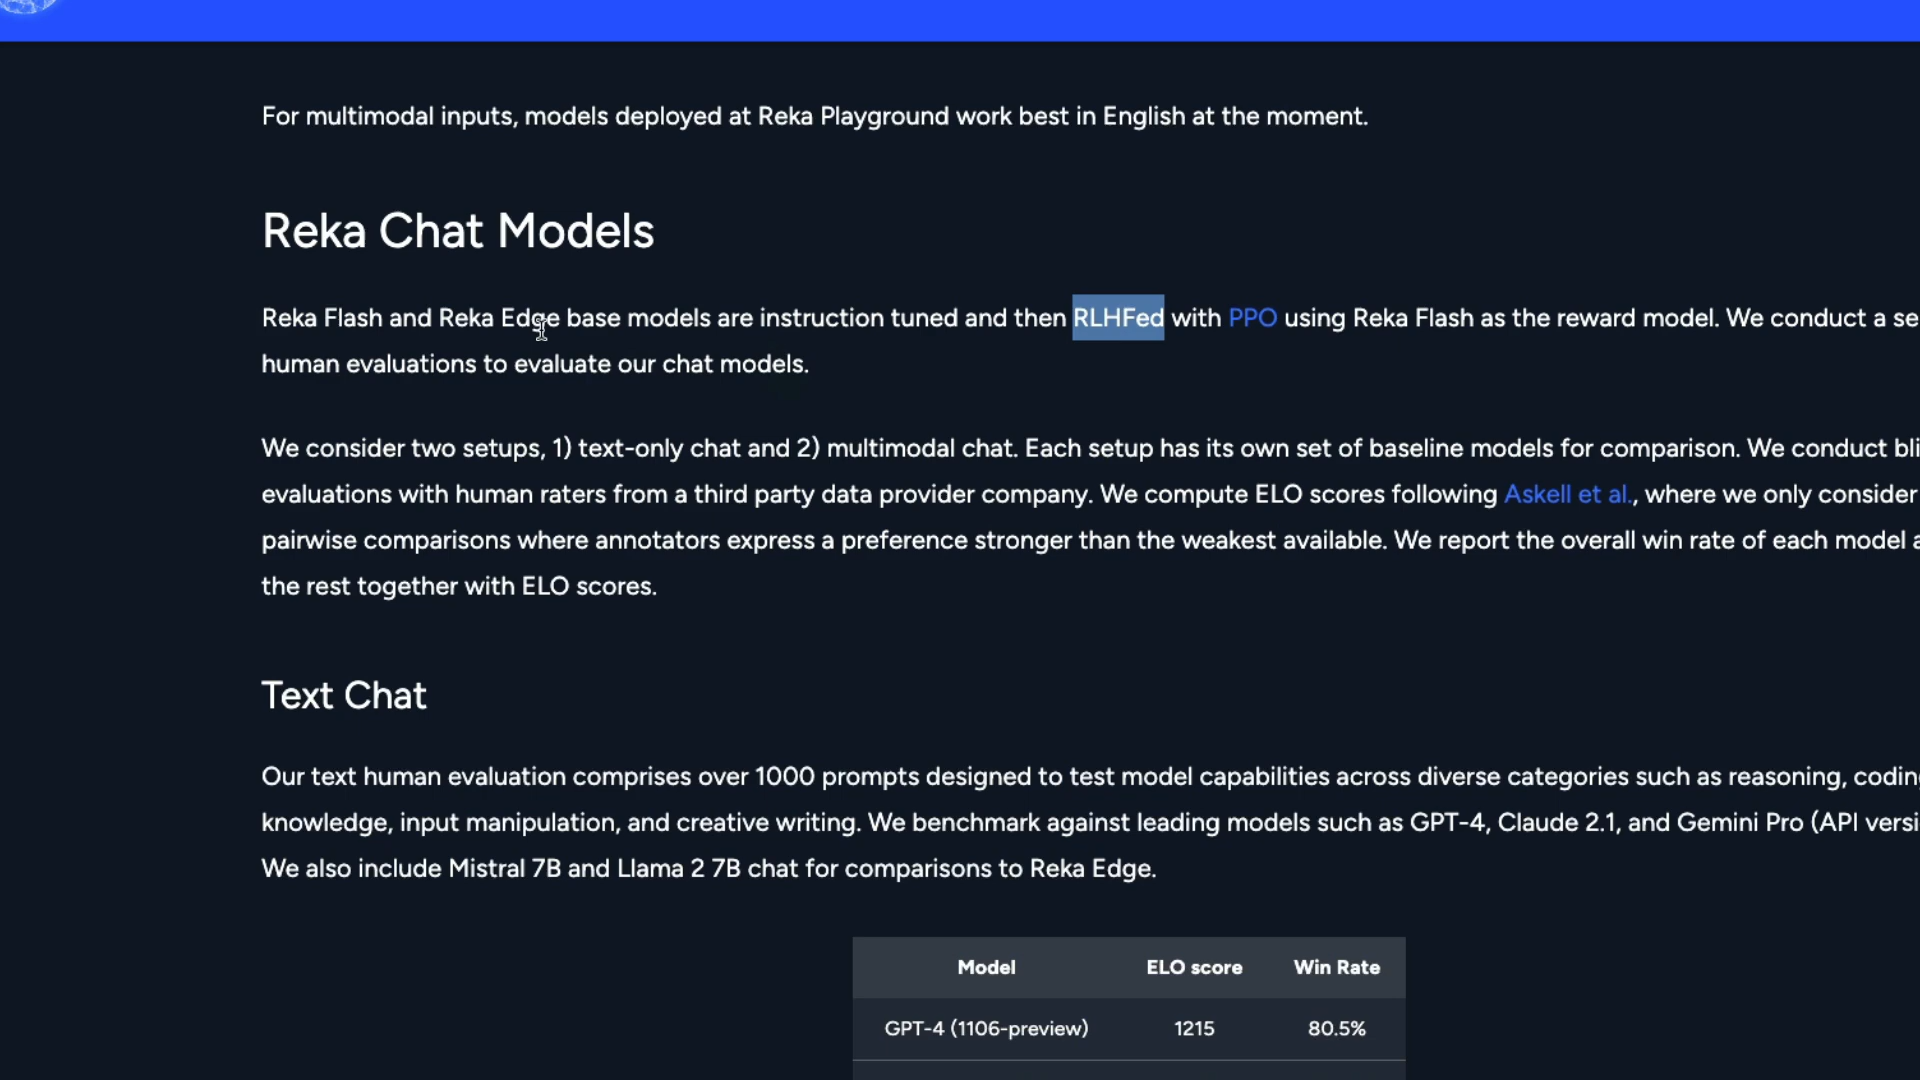 For multimodal inputs, models deployed at Reka Playground work best in English at the moment.
Reka Chat Models
Reka Flash and Reka Edge base models are instruction tuned and then RLHFed with PPO using Reka Flash as the reward model. We conduct a se
human evaluations to evaluate our chat models.
We consider two setups, 1) text-only chat and 2) multimodal chat. Each setup has its own set of baseline models for comparison. We conduct bli
evaluations with human raters from a third party data provider company. We compute ELO scores following Askell et al., where we only consider
pairwise comparisons where annotators express a preference stronger than the weakest available. We report the overall win rate of each model a
the rest together with ELO scores.
Text Chat
Our text human evaluation comprises over 1000 prompts designed to test model capabilities across diverse categories such as reasoning, coding
knowledge, input manipulation, and creative writing. We benchmark against leading models such as GPT-4, Claude 2.1, and Gemini Pro (API versi
We also include Mistral 7B and Llama 2 7B chat for comparisons to Reka Edge.
Model ELO score Win Rate
GPT-4 (1106-preview) 1215 80.5%